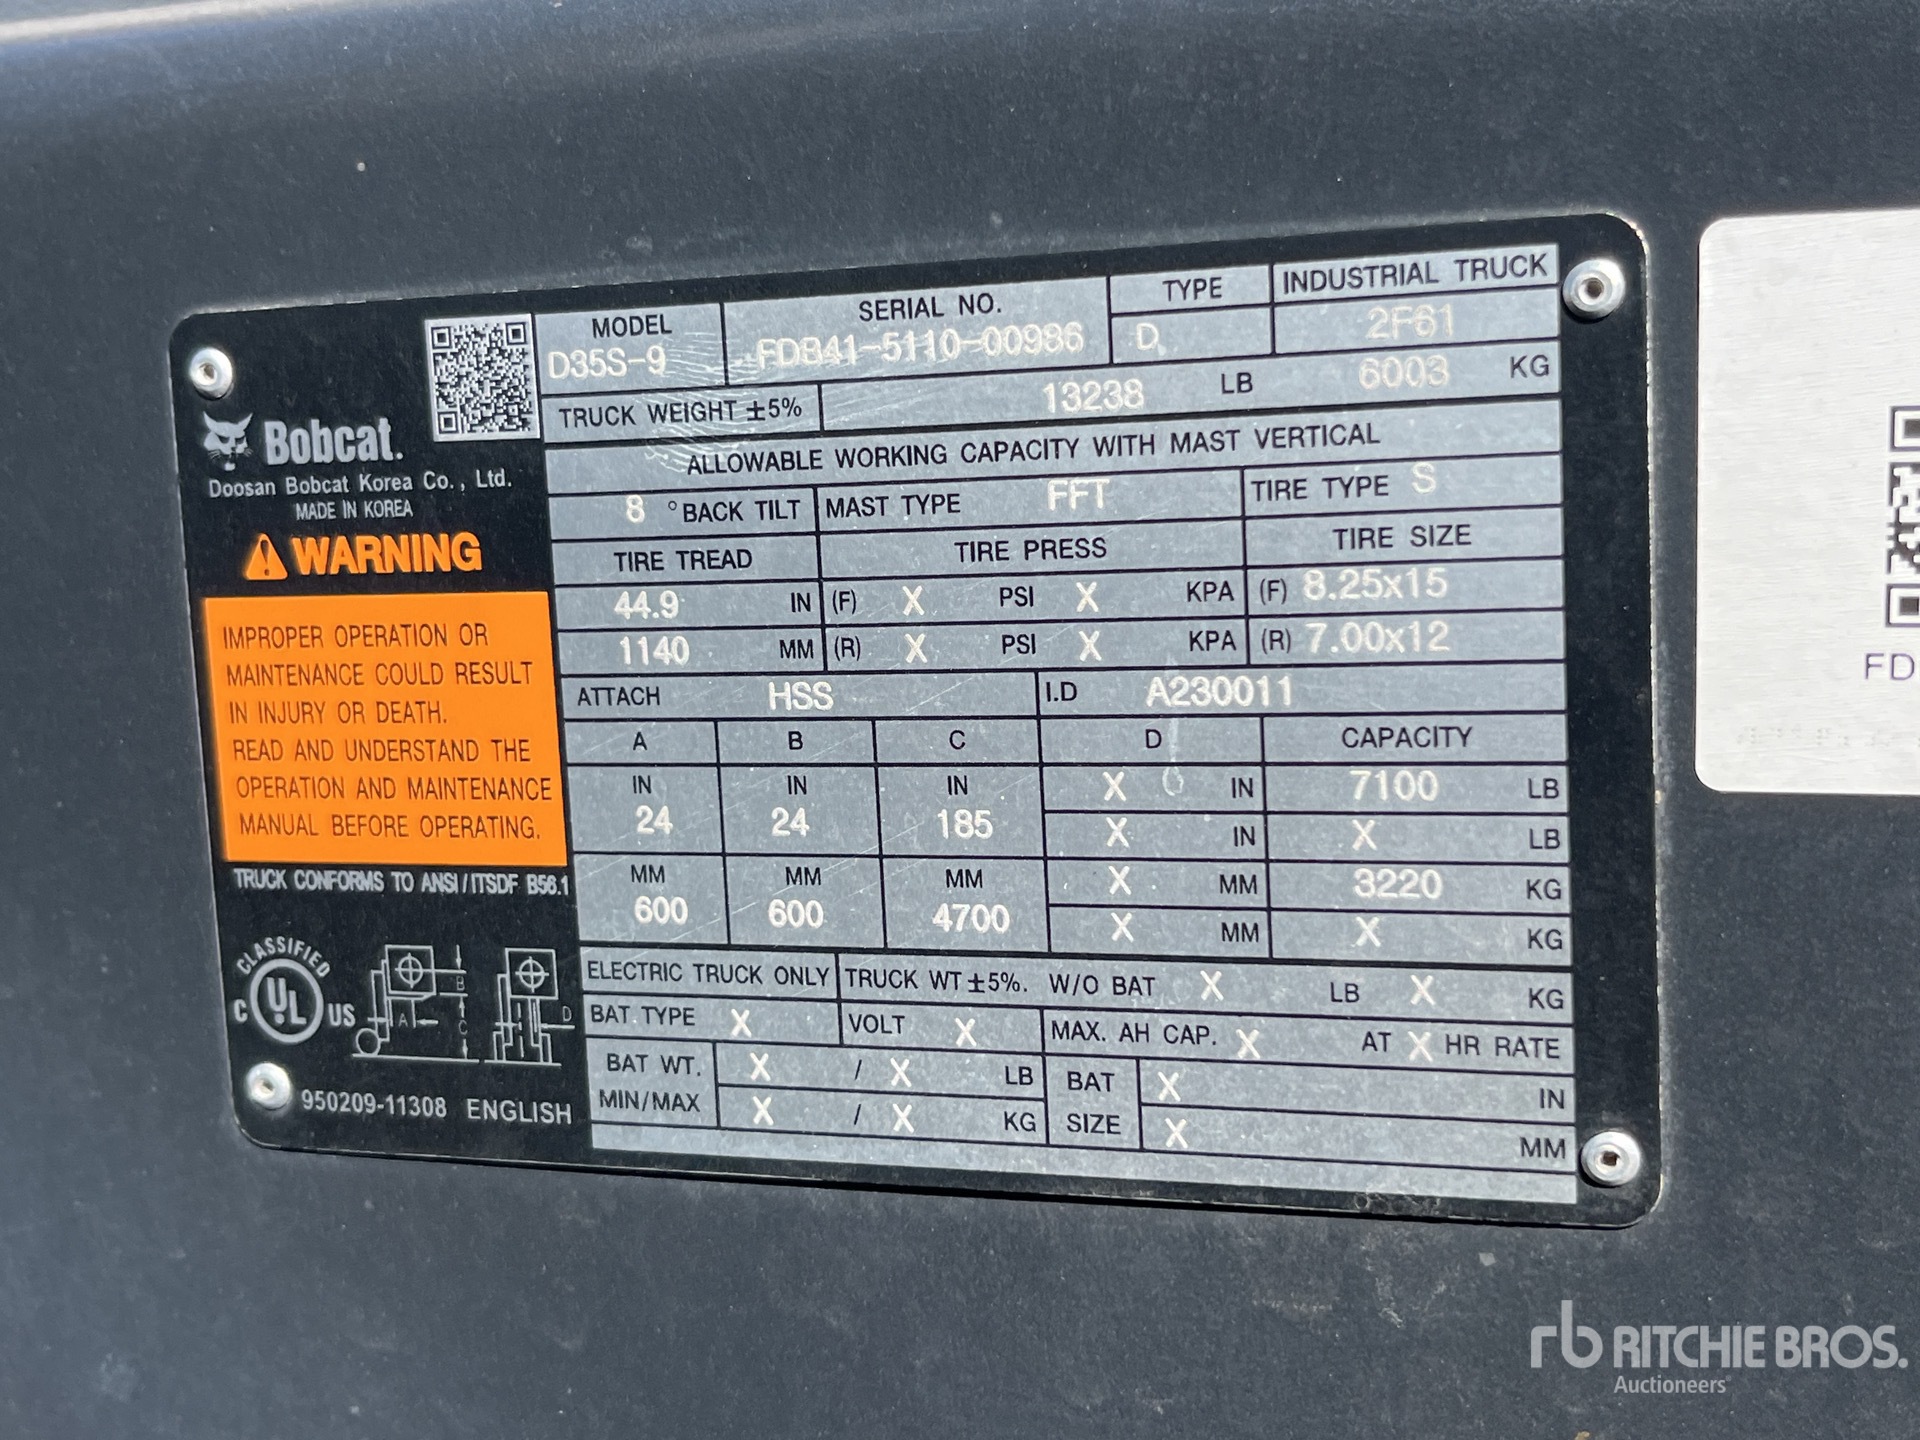 Bobcat.
Doosan Bobcat Korea Co., Ltd.
MADE IN KOREA
WARNING
IMPROPER OPERATION OR
MAINTENANCE COULD RESULT
IN INJURY OR DEATH.
READ AND UNDERSTAND THE
OPERATION AND MAINTENANCE
MANUAL BEFORE OPERATING.
TRUCK CONFORMS TO ANSI/ITSDF B56.1
CLASSIFIED
C UL US
A B C D
950209-11308 ENGLISH
MODEL SERIAL NO. TYPE INDUSTRIAL TRUCK
D35S-9 FDB41-5110-00986 D 2F61
TRUCK WEIGHT ±5% 13238 LB 6003 KG
ALLOWABLE WORKING CAPACITY WITH MAST VERTICAL
8 °BACK TILT MAST TYPE FFT TIRE TYPE S
TIRE TREAD TIRE PRESS TIRE SIZE
44.9 IN (F) X PSI X KPA (F) 8.25x15
1140 MM (R) X PSI X KPA (R) 7.00x12
ATTACH HSS I.D A230011
A B C D CAPACITY
IN IN IN X IN 7100 LB
24 24 185 X IN X LB
MM MM MM X MM 3220 KG
600 600 4700 X MM X KG
ELECTRIC TRUCK ONLY TRUCK WT ±5%. W/O BAT X LB X KG
BAT. TYPE X VOLT X MAX. AH CAP. X AT X HR RATE
BAT WT. X / X LB BAT X IN
MIN/MAX X / X KG SIZE X MM
FD
rb RITCHIE BROS.
Auctioneers